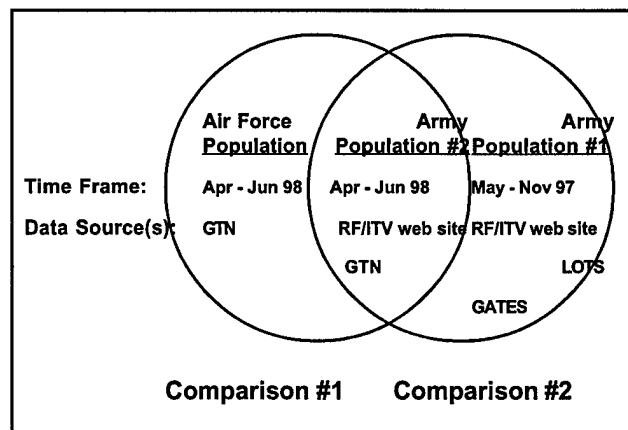 Air Force Army Army
Population Population #2 Population #1
Time Frame: Apr - Jun 98 Apr - Jun 98 May - Nov 97
Data Source(s): GTN RF/ITV web site RF/ITV web site
GTN LOTS
GATES
Comparison #1 Comparison #2